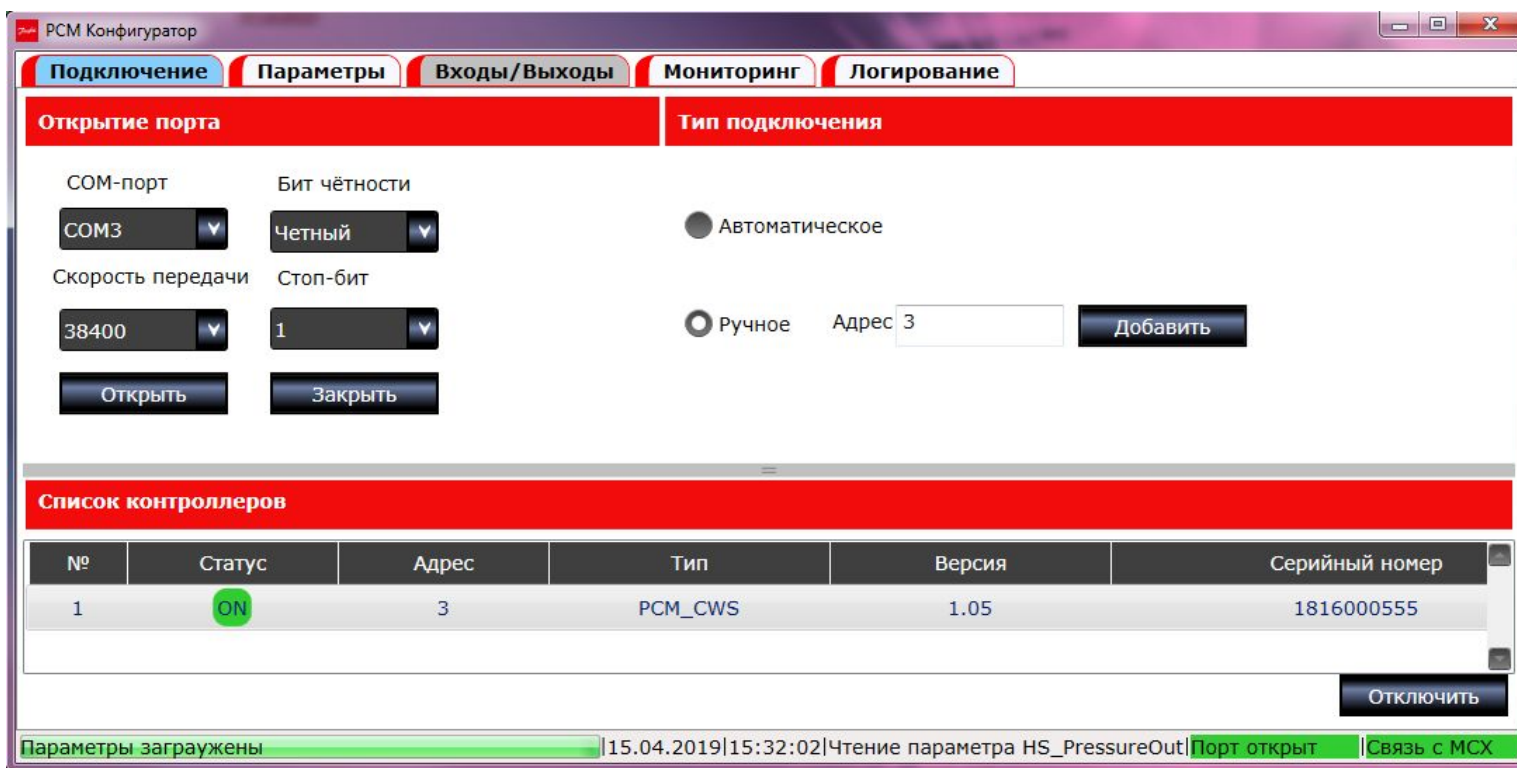 РСМ Конфигуратор
Подключение Параметры Входы/Выходы Мониторинг Логирование
Открытие порта Тип подключения
COM-порт Бит чётности
COM3 Четный
Автоматическое
Скорость передачи Стоп-бит
38400 1
Ручное Адрес 3 Добавить
Открыть Закрыть
Список контроллеров
№ Статус Адрес Тип Версия Серийный номер
1 ON 3 PCM_CWS 1.05 1816000555
Отключить
Параметры заграужены |15.04.2019|15:32:02|Чтение параметра HS_PressureOut|Порт открыт |Связь с MCX